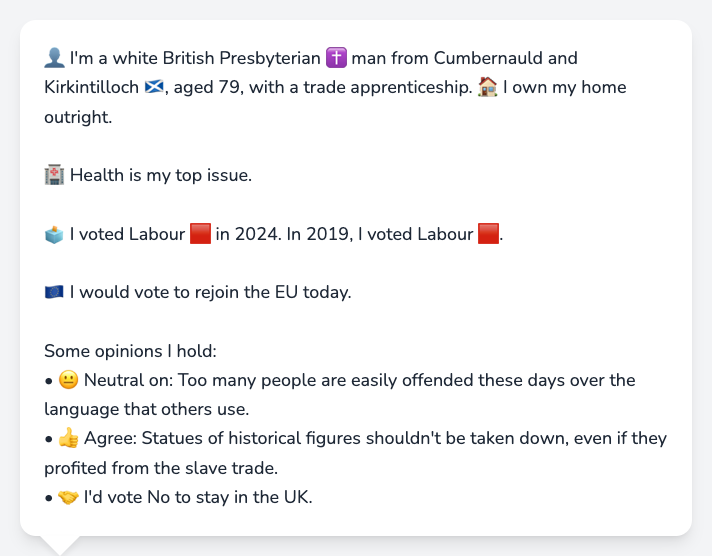 👤 I'm a white British Presbyterian ✝️ man from Cumbernauld and
Kirkintilloch 🏴󠁧󠁢󠁳󠁣󠁴󠁿, aged 79, with a trade apprenticeship. 🏠 I own my home
outright.
🏥 Health is my top issue.
🗳️ I voted Labour 🟥 in 2024. In 2019, I voted Labour 🟥.
🇪🇺 I would vote to rejoin the EU today.
Some opinions I hold:
• 😐 Neutral on: Too many people are easily offended these days over the
language that others use.
• 👍 Agree: Statues of historical figures shouldn't be taken down, even if they
profited from the slave trade.
• 🤝 I'd vote No to stay in the UK.